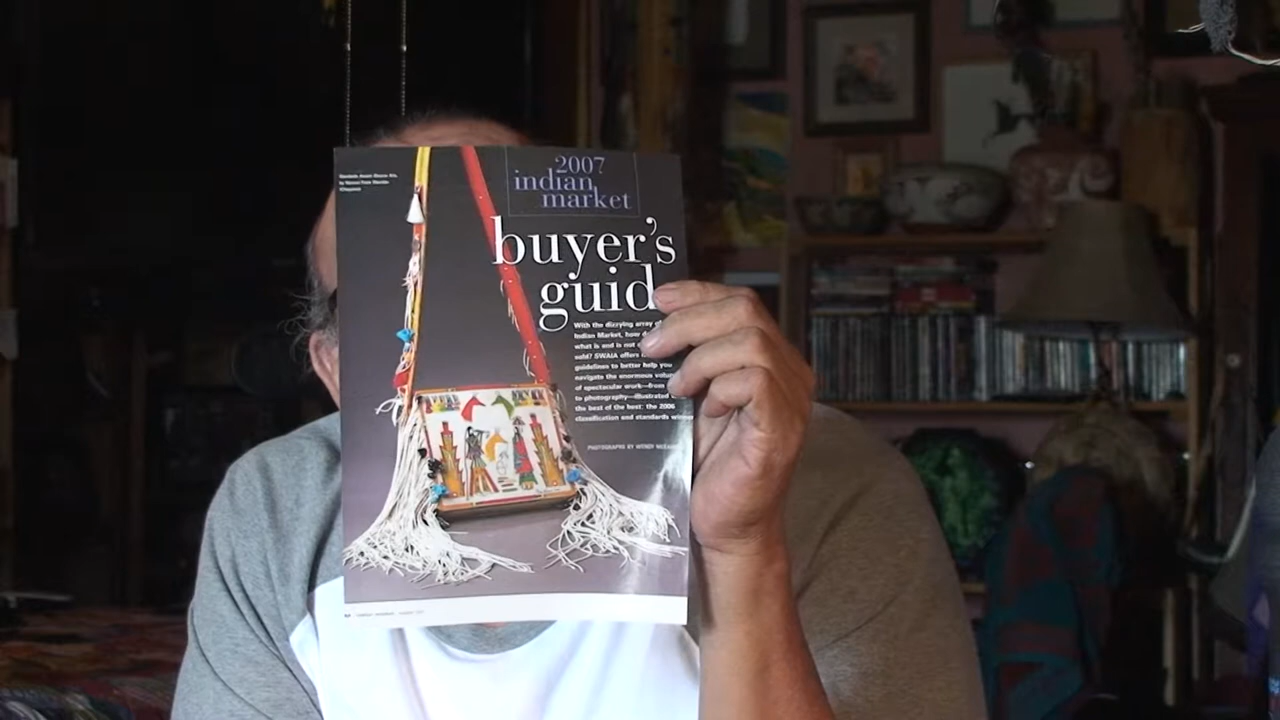 2007
indian
market
buyer's
guid
With the dizzying array
Indian Market, how
what is and is not
sold? SWAIA offers
guidelines to better help you
navigate the enormous
of spectacular work—from
to photography—illustrated
the best of the best: the 2006
classification and standards
PHOTOGRAPHS BY WENDY